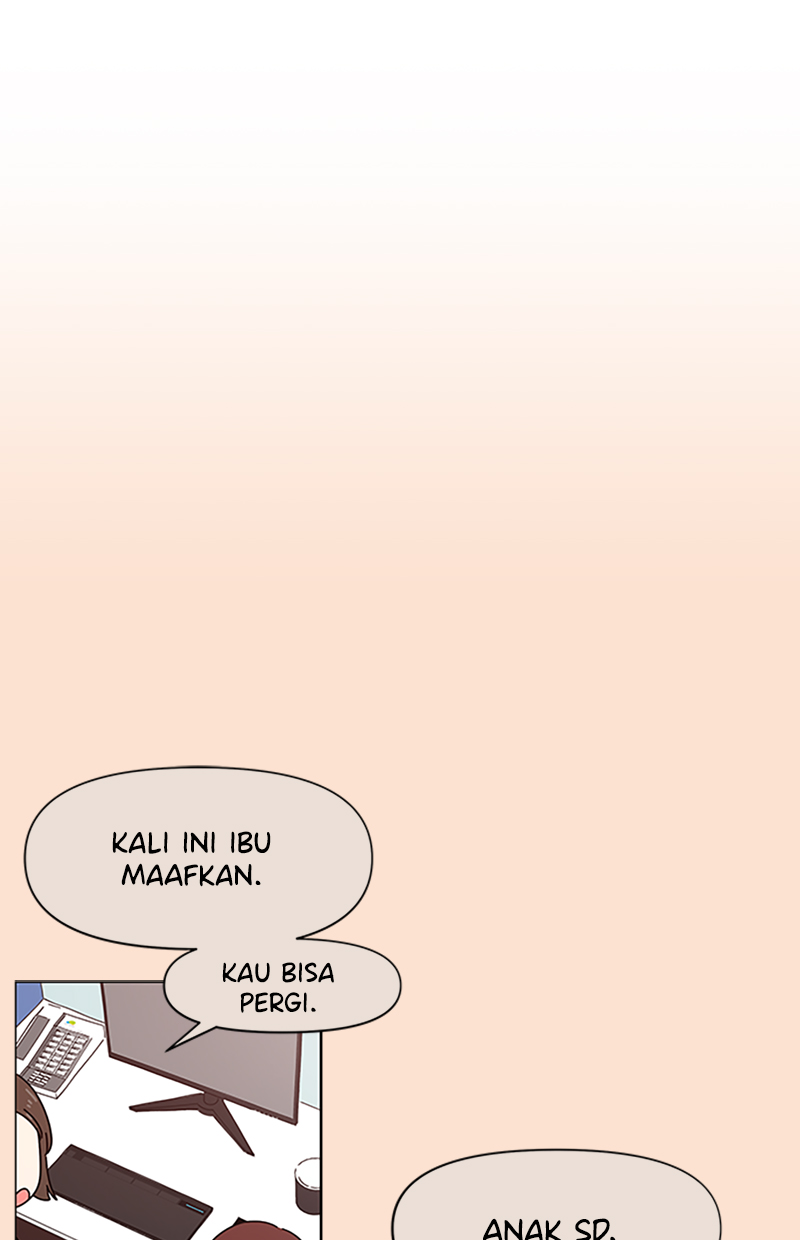 KALI INI IBU
MAAFKAN.
KAU BISA
PERGI.
ANAK SD,